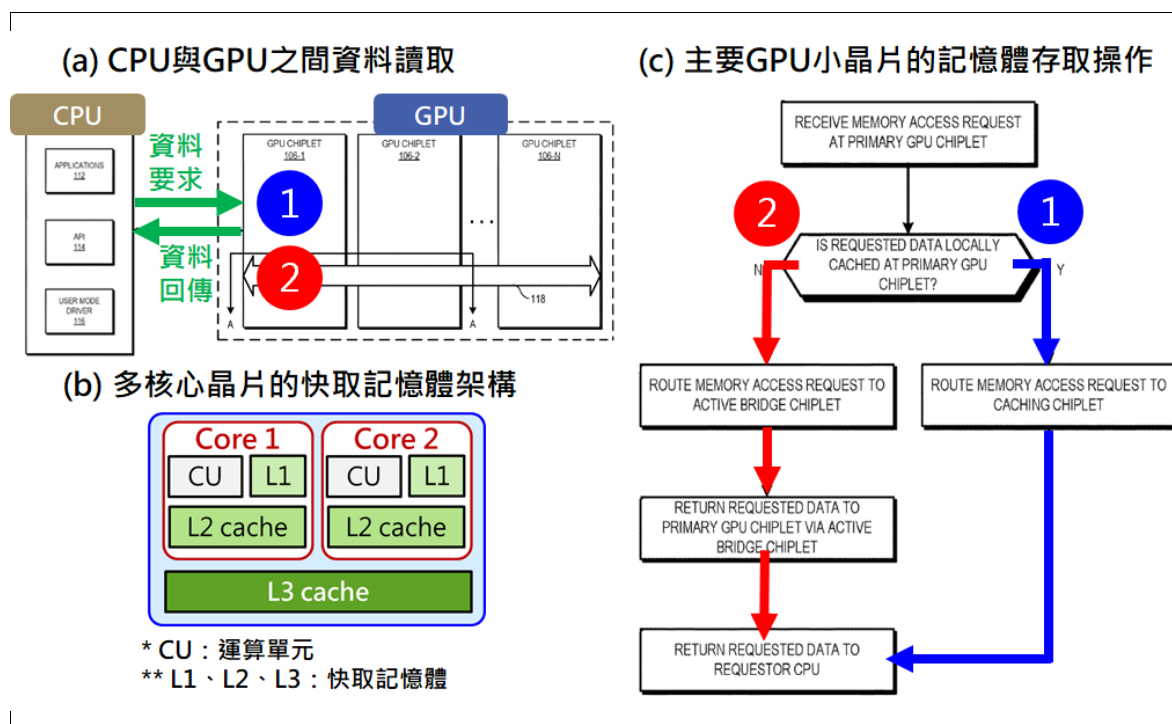 (a) CPU與GPU之間資料讀取
CPU
GPU
APPLICATIONS
112
API
114
USER MODE
DRIVER
116
資料
要求
資料
回傳
GPU CHIPLET
106-1
GPU CHIPLET
106-2
GPU CHIPLET
106-N
1
2
...
118
A
A
(b) 多核心晶片的快取記憶體架構
Core 1
CU
L1
L2 cache
Core 2
CU
L1
L2 cache
L3 cache
* CU：運算單元
** L1、L2、L3：快取記憶體
(c) 主要GPU小晶片的記憶體存取操作
RECEIVE MEMORY ACCESS REQUEST
AT PRIMARY GPU CHIPLET
2
1
IS REQUESTED DATA LOCALLY
CACHED AT PRIMARY GPU
CHIPLET?
N
Y
ROUTE MEMORY ACCESS REQUEST TO
ACTIVE BRIDGE CHIPLET
ROUTE MEMORY ACCESS REQUEST TO
CACHING CHIPLET
RETURN REQUESTED DATA TO
PRIMARY GPU CHIPLET VIA ACTIVE
BRIDGE CHIPLET
RETURN REQUESTED DATA TO
REQUESTOR CPU